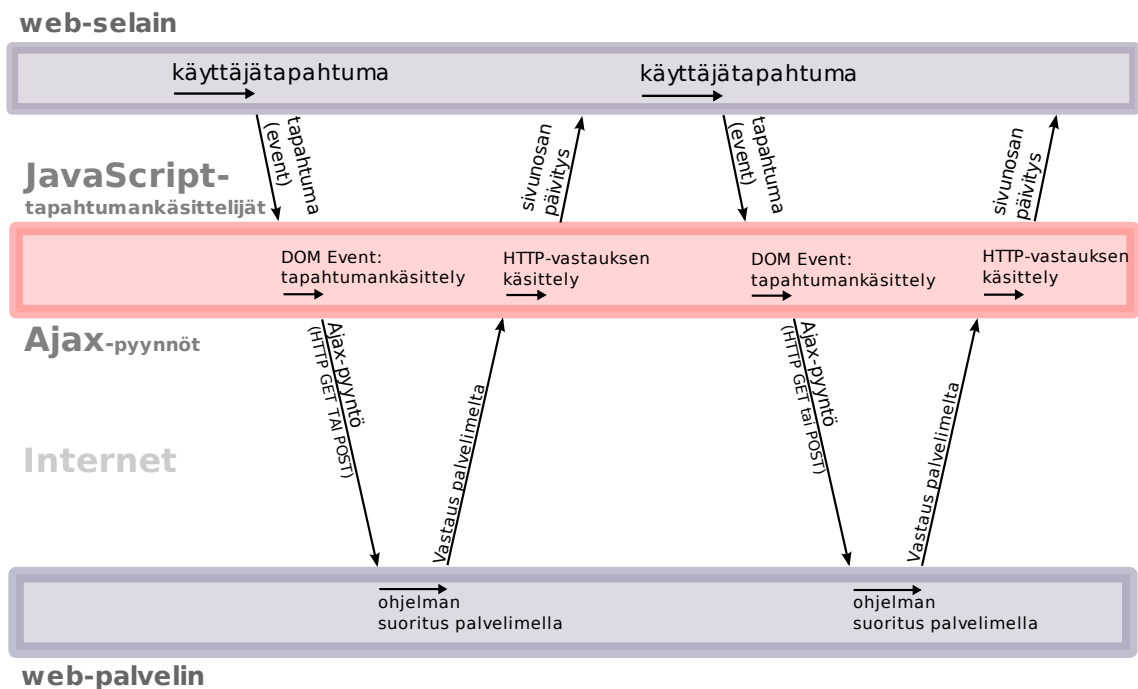 web-selain
käyttäjätapahtuma
käyttäjätapahtuma
tapahtuma
(event)
sivunosan
päivitys
tapahtuma
(event)
sivunosan
päivitys
JavaScript-
tapahtumankäsittelijät
DOM Event:
tapahtumankäsittely
HTTP-vastauksen
käsittely
DOM Event:
tapahtumankäsittely
HTTP-vastauksen
käsittely
Ajax-pyynnöt
Ajax-pyyntö
(HTTP GET TAI POST)
Vastaus palvelimelta
Ajax-pyyntö
(HTTP GET tai POST)
Vastaus palvelimelta
Internet
ohjelman
suoritus palvelimella
ohjelman
suoritus palvelimella
web-palvelin